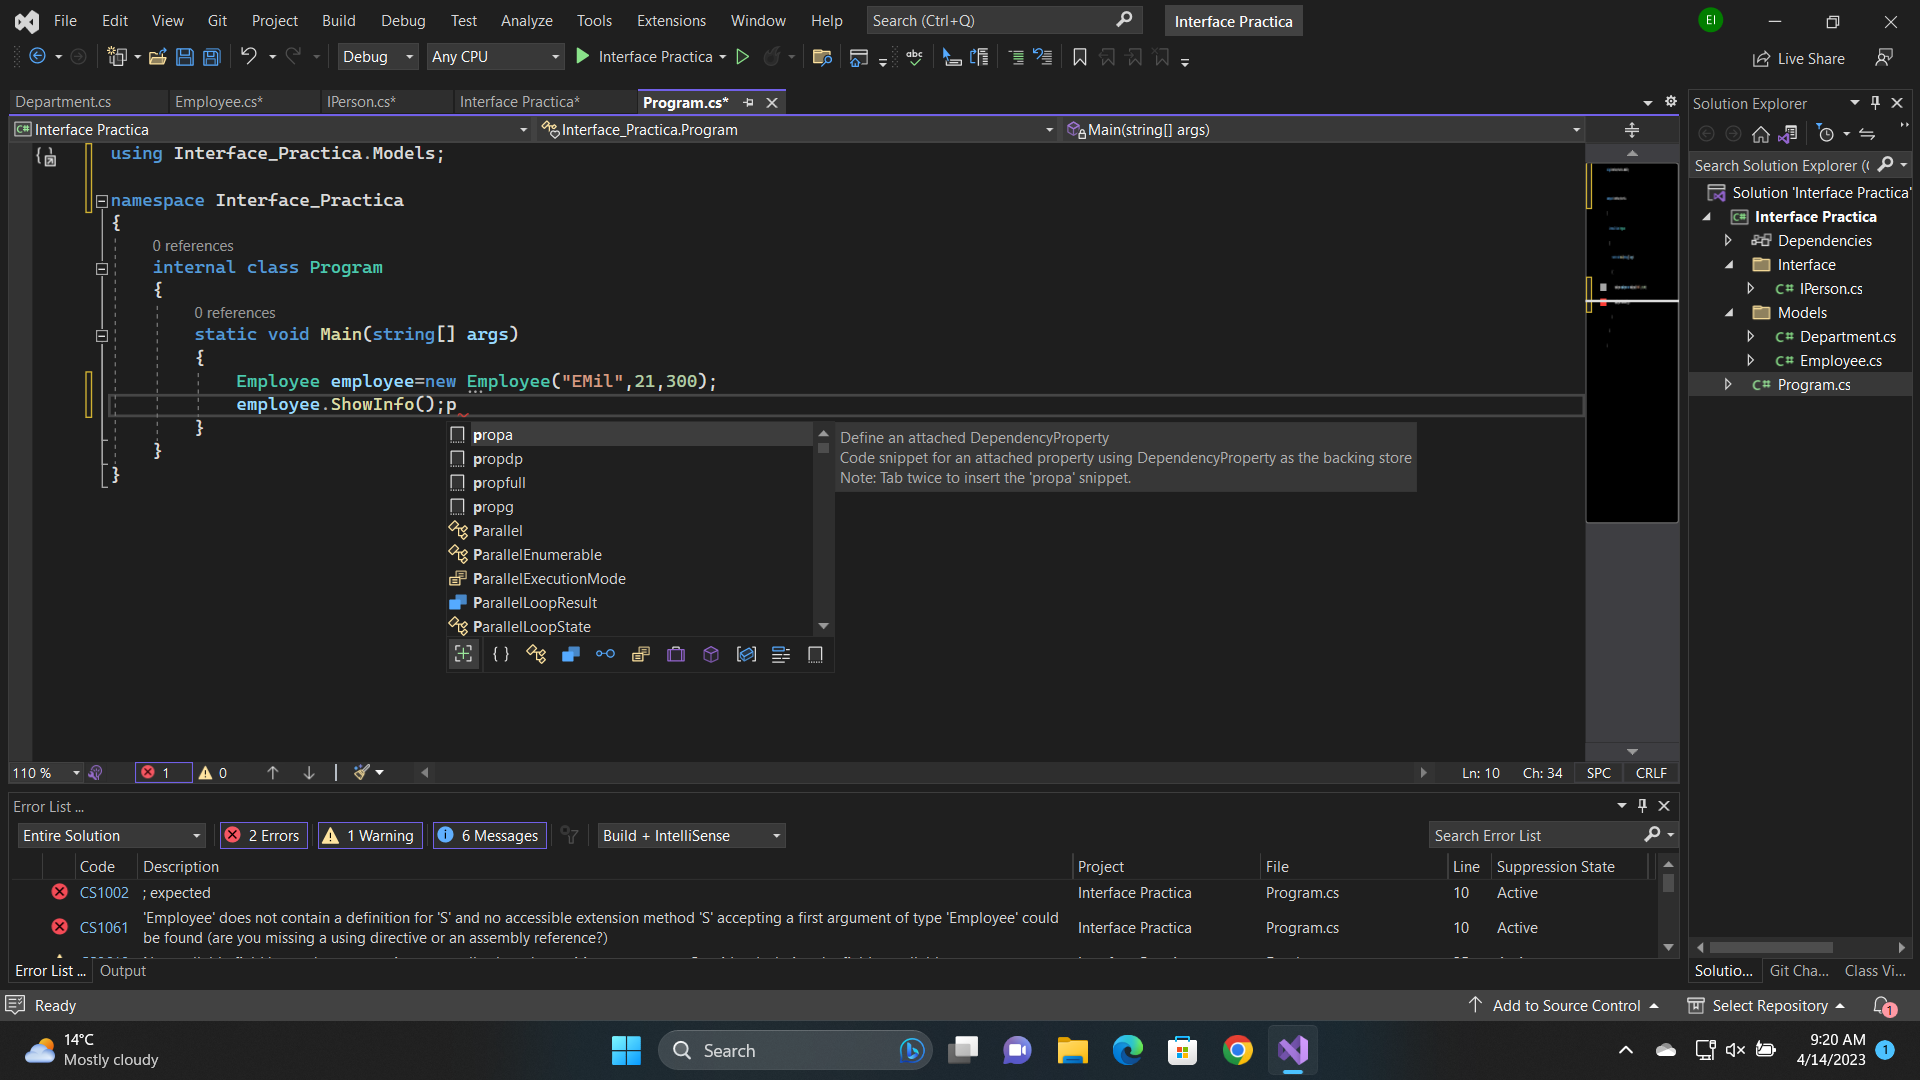 File Edit View Git Project Build Debug Test Analyze Tools Extensions Window Help Search (Ctrl+Q) Interface Practica EI
Debug Any CPU Interface Practica Live Share
Department.cs Employee.cs* IPerson.cs* Interface Practica* Program.cs*
Interface Practica Interface_Practica.Program Main(string[] args)
using Interface_Practica.Models;
namespace Interface_Practica
{
0 references
internal class Program
{
0 references
static void Main(string[] args)
{
Employee employee=new Employee("EMil",21,300);
employee.ShowInfo();p
}
}
}
propa
propdp
propfull
propg
Parallel
ParallelEnumerable
ParallelExecutionMode
ParallelLoopResult
ParallelLoopState
Define an attached DependencyProperty
Code snippet for an attached property using DependencyProperty as the backing store
Note: Tab twice to insert the 'propa' snippet.
Solution Explorer
Search Solution Explorer (
Solution 'Interface Practica'
Interface Practica
Dependencies
Interface
IPerson.cs
Models
Department.cs
Employee.cs
Program.cs
110 % 1 0 Ln: 10 Ch: 34 SPC CRLF
Error List ...
Entire Solution 2 Errors 1 Warning 6 Messages Build + IntelliSense Search Error List
Code Description Project File Line Suppression State
CS1002 ; expected Interface Practica Program.cs 10 Active
CS1061 'Employee' does not contain a definition for 'S' and no accessible extension method 'S' accepting a first argument of type 'Employee' could be found (are you missing a using directive or an assembly reference?) Interface Practica Program.cs 10 Active
Error List ... Output
Solutio... Git Cha... Class Vi...
Ready Add to Source Control Select Repository 1
14°C
Mostly cloudy
Search
9:20 AM
4/14/2023
1